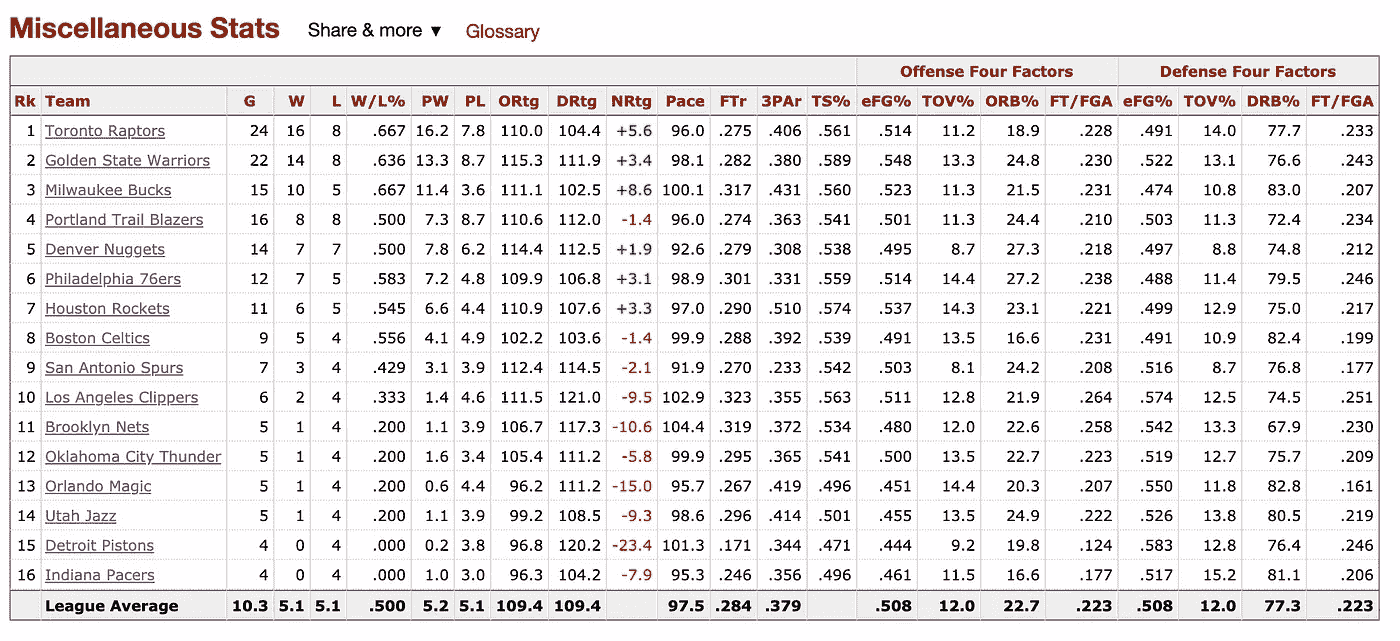 Miscellaneous Stats Share & more ▼ Glossary
Offense Four Factors Defense Four Factors
Rk Team G W L W/L% PW PL ORtg DRtg NRtg Pace FTr 3PAr TS% eFG% TOV% ORB% FT/FGA eFG% TOV% DRB% FT/FGA
1 Toronto Raptors 24 16 8 .667 16.2 7.8 110.0 104.4 +5.6 96.0 .275 .406 .561 .514 11.2 18.9 .228 .491 14.0 77.7 .233
2 Golden State Warriors 22 14 8 .636 13.3 8.7 115.3 111.9 +3.4 98.1 .282 .380 .589 .548 13.3 24.8 .230 .522 13.1 76.6 .243
3 Milwaukee Bucks 15 10 5 .667 11.4 3.6 111.1 102.5 +8.6 100.1 .317 .431 .560 .523 11.3 21.5 .231 .474 10.8 83.0 .207
4 Portland Trail Blazers 16 8 8 .500 7.3 8.7 110.6 112.0 -1.4 96.0 .274 .363 .541 .501 11.3 24.4 .210 .503 11.3 72.4 .234
5 Denver Nuggets 14 7 7 .500 7.8 6.2 114.4 112.5 +1.9 92.6 .279 .308 .538 .495 8.7 27.3 .218 .497 8.8 74.8 .212
6 Philadelphia 76ers 12 7 5 .583 7.2 4.8 109.9 106.8 +3.1 98.9 .301 .331 .559 .514 14.4 27.2 .238 .488 11.4 79.5 .246
7 Houston Rockets 11 6 5 .545 6.6 4.4 110.9 107.6 +3.3 97.0 .290 .510 .574 .537 14.3 23.1 .221 .499 12.9 75.0 .217
8 Boston Celtics 9 5 4 .556 4.1 4.9 102.2 103.6 -1.4 99.9 .288 .392 .539 .491 13.5 16.6 .231 .491 10.9 82.4 .199
9 San Antonio Spurs 7 3 4 .429 3.1 3.9 112.4 114.5 -2.1 91.9 .270 .233 .542 .503 8.1 24.2 .208 .516 8.7 76.8 .177
10 Los Angeles Clippers 6 2 4 .333 1.4 4.6 111.5 121.0 -9.5 102.9 .323 .355 .563 .511 12.8 21.9 .264 .574 12.5 74.5 .251
11 Brooklyn Nets 5 1 4 .200 1.1 3.9 106.7 117.3 -10.6 104.4 .319 .372 .534 .480 12.0 22.6 .258 .542 13.3 67.9 .230
12 Oklahoma City Thunder 5 1 4 .200 1.6 3.4 105.4 111.2 -5.8 99.9 .295 .365 .541 .500 13.5 22.7 .223 .519 12.7 75.7 .209
13 Orlando Magic 5 1 4 .200 0.6 4.4 96.2 111.2 -15.0 95.7 .267 .419 .496 .451 14.4 20.3 .207 .550 11.8 82.8 .161
14 Utah Jazz 5 1 4 .200 1.1 3.9 99.2 108.5 -9.3 98.6 .296 .414 .501 .455 13.5 24.9 .222 .526 13.8 80.5 .219
15 Detroit Pistons 4 0 4 .000 0.2 3.8 96.8 120.2 -23.4 101.3 .171 .344 .471 .444 9.2 19.8 .124 .583 12.8 76.4 .246
16 Indiana Pacers 4 0 4 .000 1.0 3.0 96.3 104.2 -7.9 95.3 .246 .356 .496 .461 11.5 16.6 .177 .517 15.2 81.1 .206
League Average 10.3 5.1 5.1 .500 5.2 5.1 109.4 109.4 97.5 .284 .379 .508 12.0 22.7 .223 .508 12.0 77.3 .223